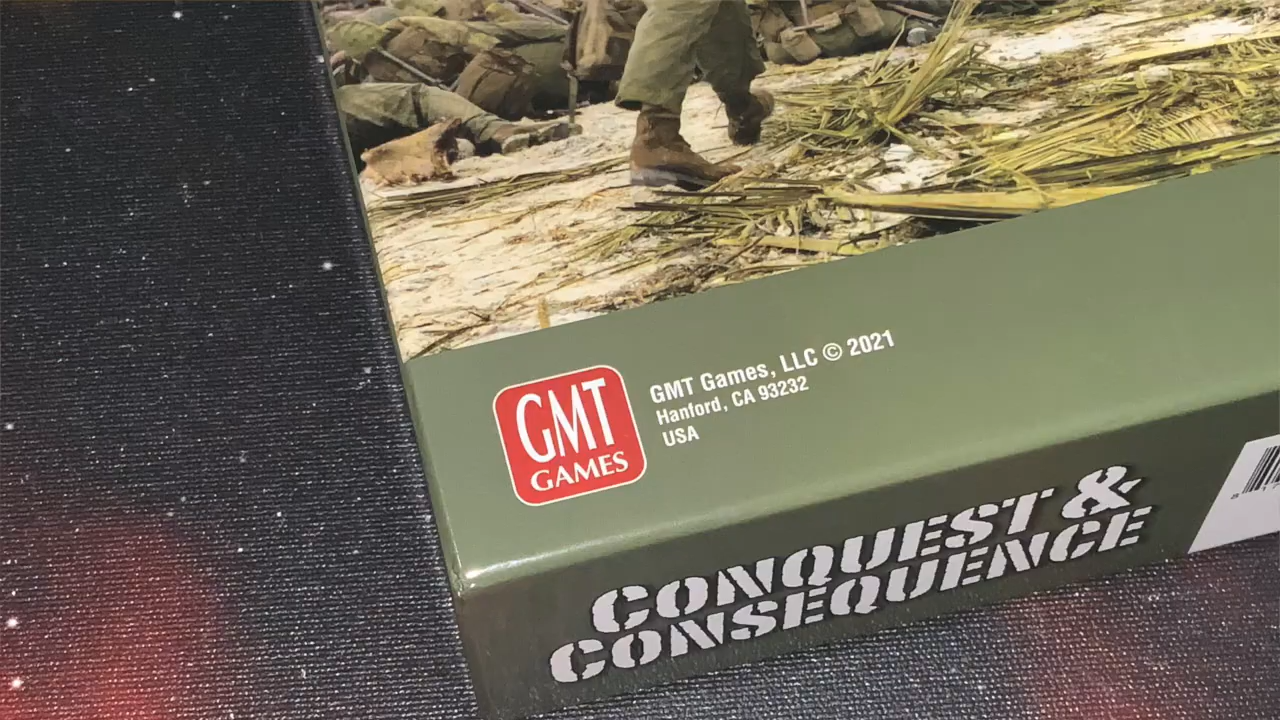 GMT
GAMES
GMT Games, LLC © 2021
Hanford, CA 93232
USA
CONQUEST &
CONSEQUENCE